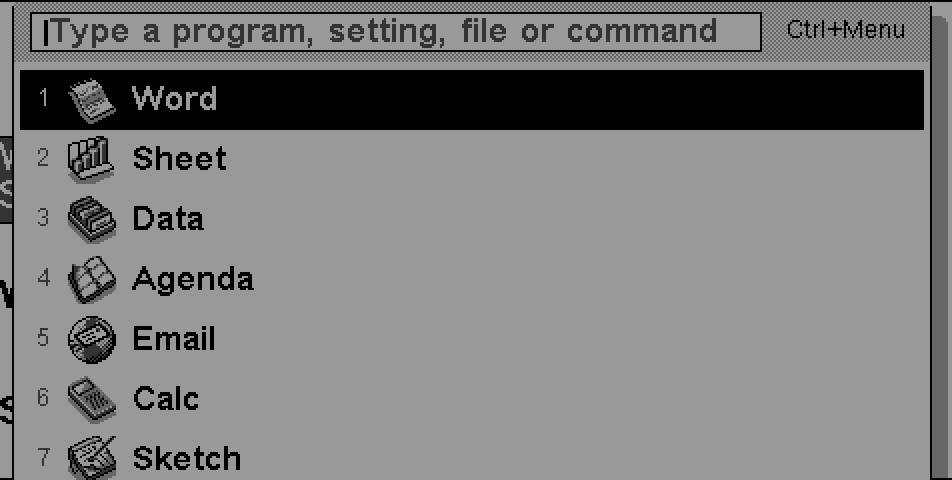 Type a program, setting, file or command Ctrl+Menu
1 Word
2 Sheet
3 Data
4 Agenda
5 Email
6 Calc
7 Sketch